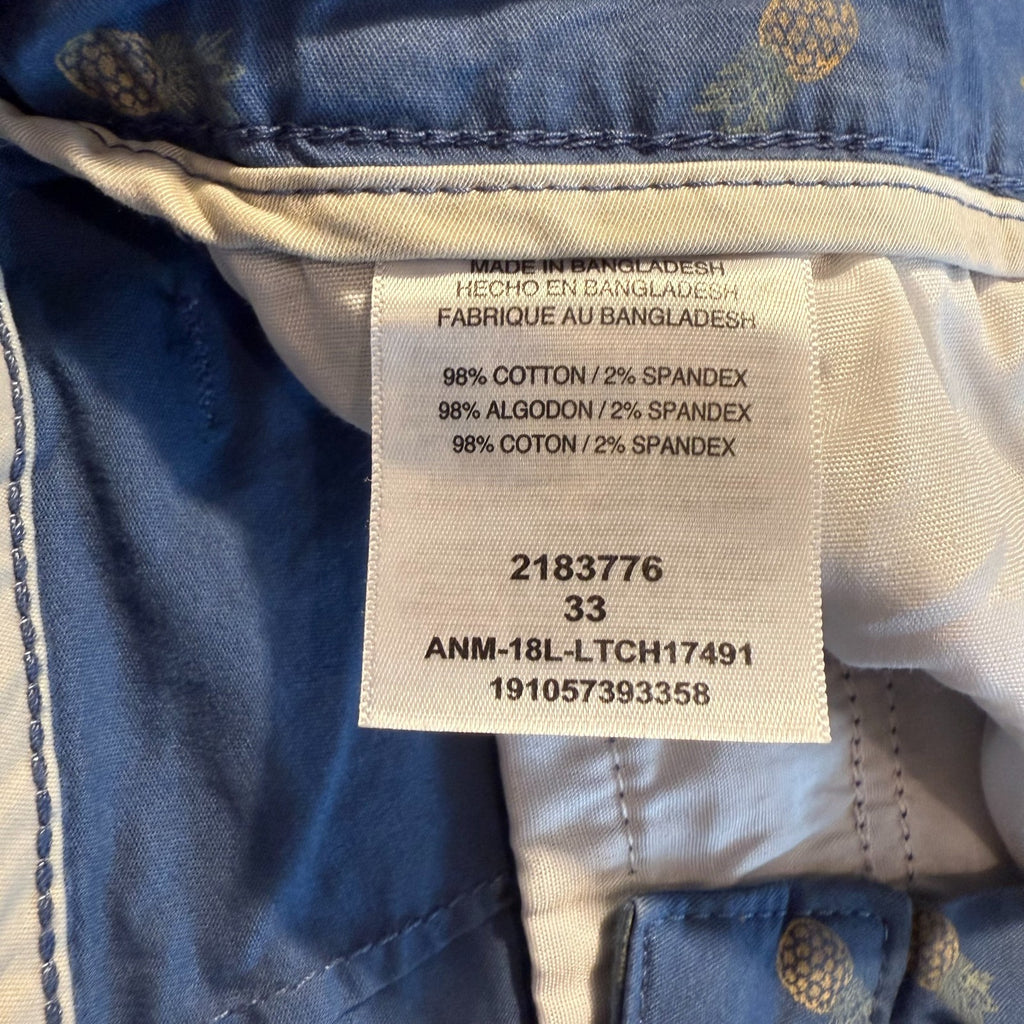 MADE IN BANGLADESH
HECHO EN BANGLADESH
FABRIQUE AU BANGLADESH
98% COTTON / 2% SPANDEX
98% ALGODON / 2% SPANDEX
98% COTON / 2% SPANDEX
2183776
33
ANM-18L-LTCH17491
191057393358